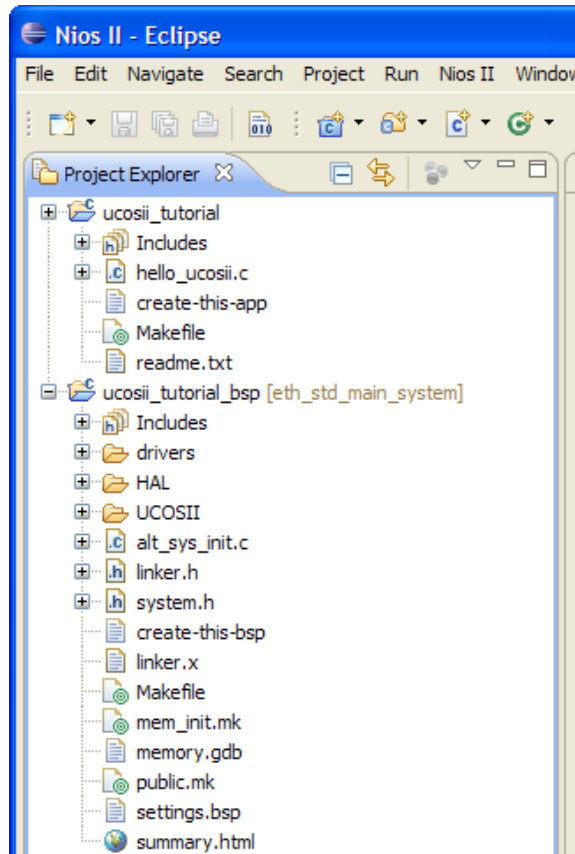 Nios II - Eclipse
File Edit Navigate Search Project Run Nios II Window
010
Project Explorer
ucosii_tutorial
Includes
hello_ucosii.c
create-this-app
Makefile
readme.txt
ucosii_tutorial_bsp [eth_std_main_system]
Includes
drivers
HAL
UCOSII
alt_sys_init.c
linker.h
system.h
create-this-bsp
linker.x
Makefile
mem_init.mk
memory.gdb
public.mk
settings.bsp
summary.html